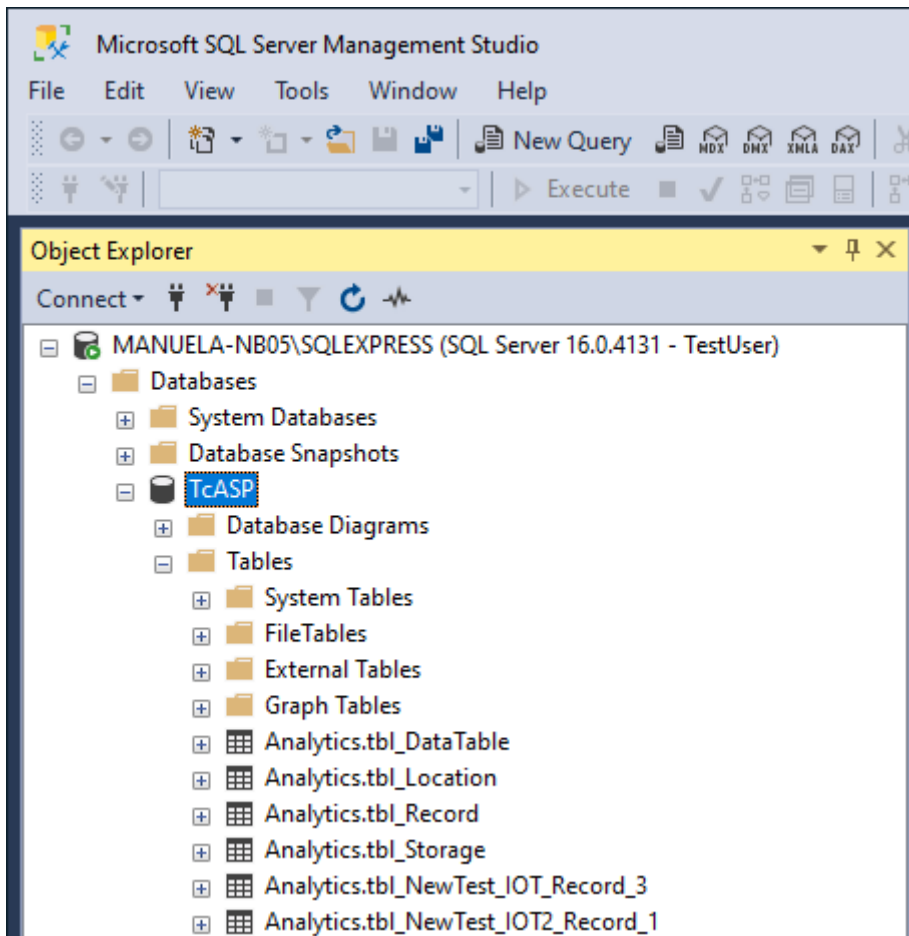 Microsoft SQL Server Management Studio
File Edit View Tools Window Help
New Query MDX DMX XMLA DAX
Execute
Object Explorer
Connect
MANUELA-NB05\SQLEXPRESS (SQL Server 16.0.4131 - TestUser)
Databases
System Databases
Database Snapshots
TcASP
Database Diagrams
Tables
System Tables
FileTables
External Tables
Graph Tables
Analytics.tbl_DataTable
Analytics.tbl_Location
Analytics.tbl_Record
Analytics.tbl_Storage
Analytics.tbl_NewTest_IOT_Record_3
Analytics.tbl_NewTest_IOT2_Record_1